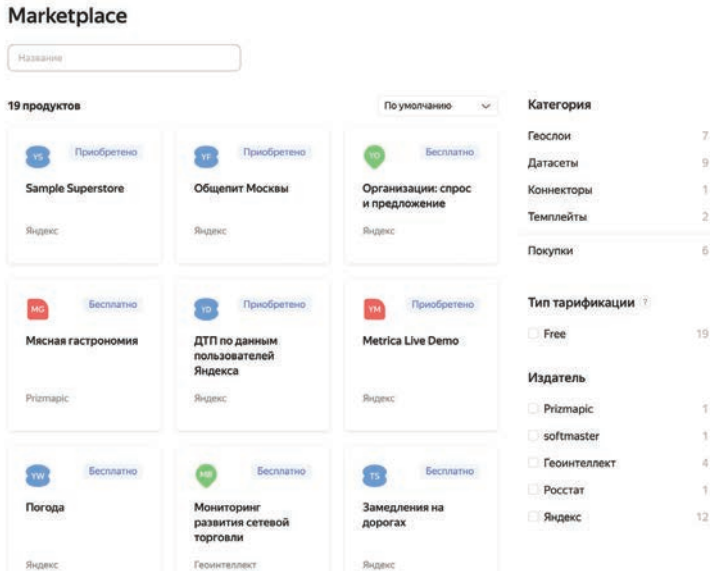 Marketplace
Название
19 продуктов
По умолчанию
YS
Приобретено
Sample Superstore
Яндекс
YF
Приобретено
Общепит Москвы
Яндекс
YO
Бесплатно
Организации: спрос
и предложение
Яндекс
MG
Бесплатно
Мясная гастрономия
Prizmapic
YD
Приобретено
ДТП по данным
пользователей
Яндекса
Яндекс
YM
Приобретено
Metrica Live Demo
Яндекс
YW
Бесплатно
Погода
Яндекс
Бесплатно
Мониторинг
развития сетевой
торговли
Геоинтеллект
TS
Бесплатно
Замедления на
дорогах
Яндекс
Категория
Геослои 7
Датасеты 9
Коннекторы 1
Темплейты 2
Покупки 6
Тип тарификации ?
Free 19
Издатель
Prizmapic 1
softmaster 1
Геоинтеллект 4
Росстат 1
Яндекс 12